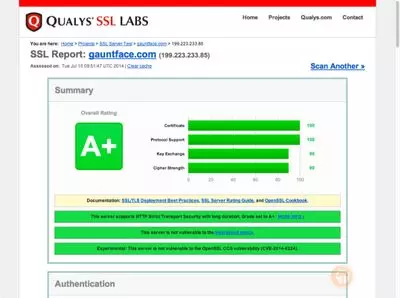 QUALYS® SSL LABS
Home Projects Qualys.com Contact
You are here: Home > Projects > SSL Server Test > gauntface.com > 199.223.233.85
SSL Report: gauntface.com (199.223.233.85)
Assessed on: Tue Jul 15 09:51:47 UTC 2014 | Clear cache
Scan Another »
Summary
Overall Rating
A+
Certificate 100
Protocol Support 100
Key Exchange 90
Cipher Strength 90
0 20 40 60 80 100
Documentation: SSL/TLS Deployment Best Practices, SSL Server Rating Guide, and OpenSSL Cookbook.
This server supports HTTP Strict Transport Security with long duration. Grade set to A+. MORE INFO »
This server is not vulnerable to the Heartbleed attack.
Experimental: This server is not vulnerable to the OpenSSL CCS vulnerability (CVE-2014-0224).
Authentication